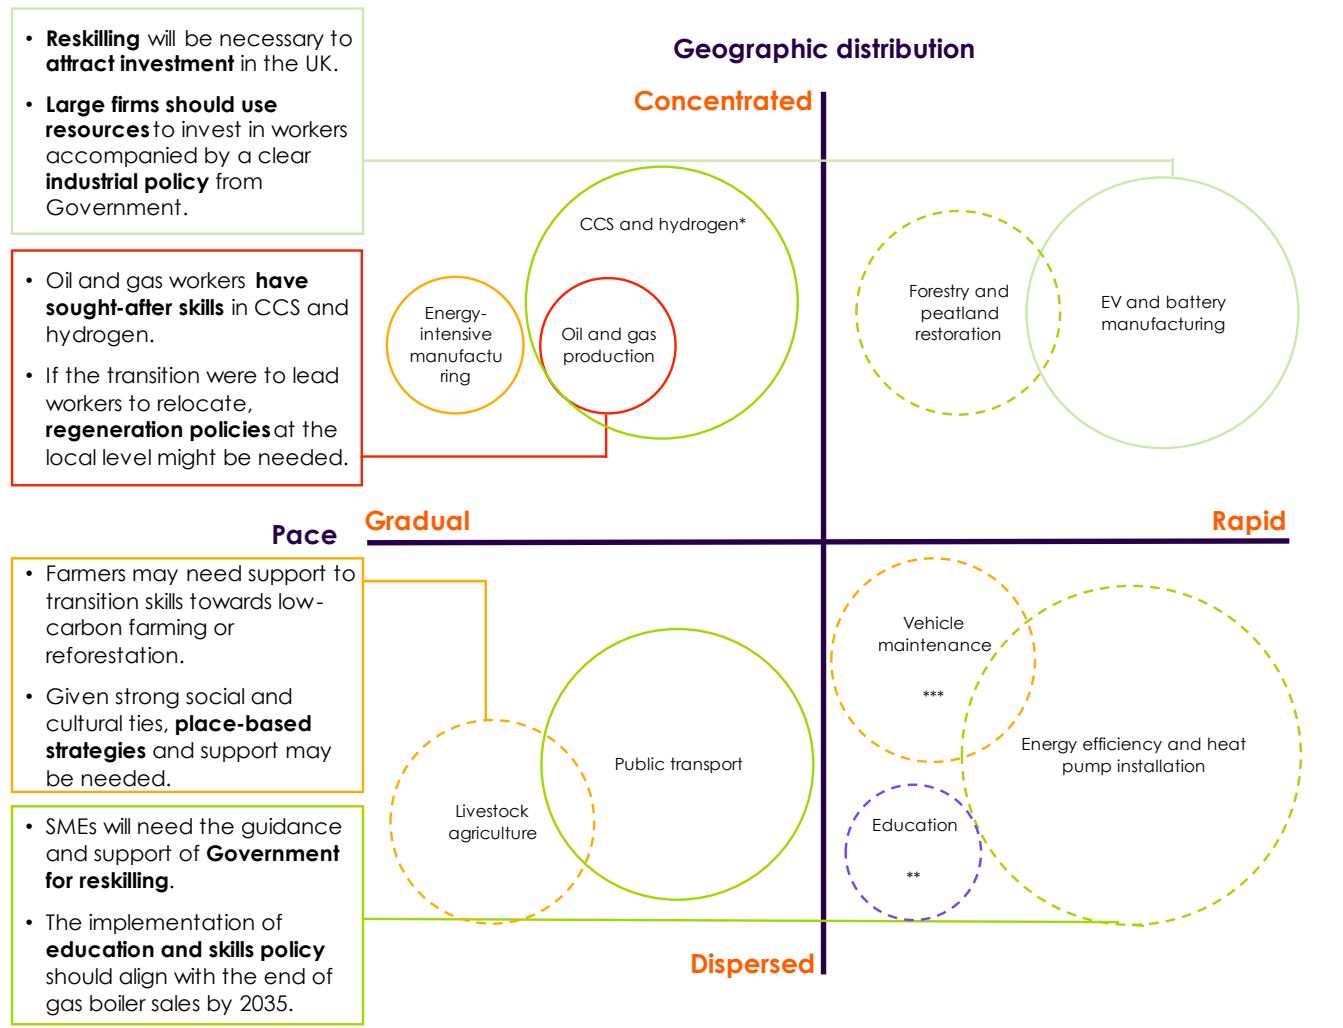 • Reskilling will be necessary to
attract investment in the UK.
• Large firms should use
resources to invest in workers
accompanied by a clear
industrial policy from
Government.
• Oil and gas workers have
sought-after skills in CCS and
hydrogen.
• If the transition were to lead
workers to relocate,
regeneration policies at the
local level might be needed.
Geographic distribution
Concentrated
CCS and hydrogen*
Energy-
intensive
manufactu
ring
Oil and gas
production
Forestry and
peatland
restoration
EV and battery
manufacturing
Pace
Gradual
Rapid
• Farmers may need support to
transition skills towards low-
carbon farming or
reforestation.
• Given strong social and
cultural ties, place-based
strategies and support may
be needed.
• SMEs will need the guidance
and support of Government
for reskilling.
• The implementation of
education and skills policy
should align with the end of
gas boiler sales by 2035.
Livestock
agriculture
Public transport
Vehicle
maintenance
***
Energy efficiency and heat
pump installation
Education
**
Dispersed